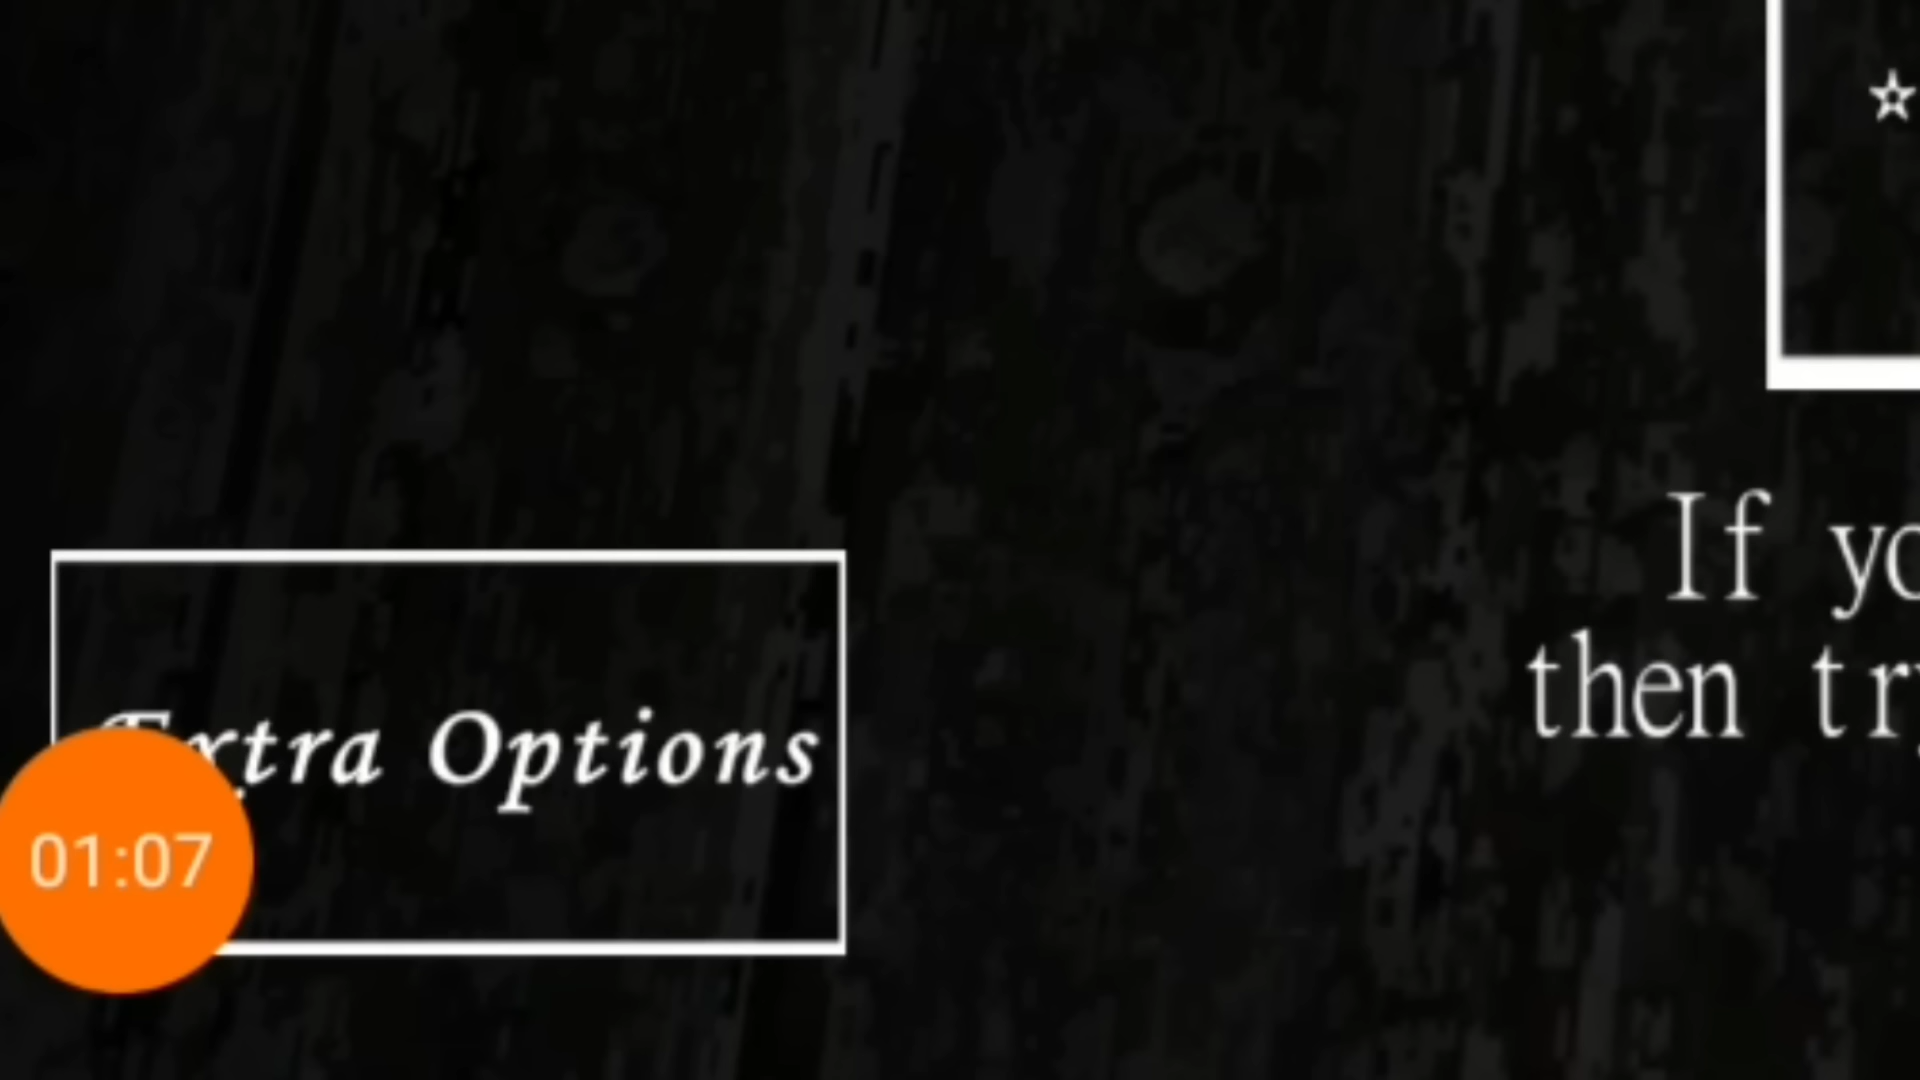 ☆
If
then
Extra Options
01:07